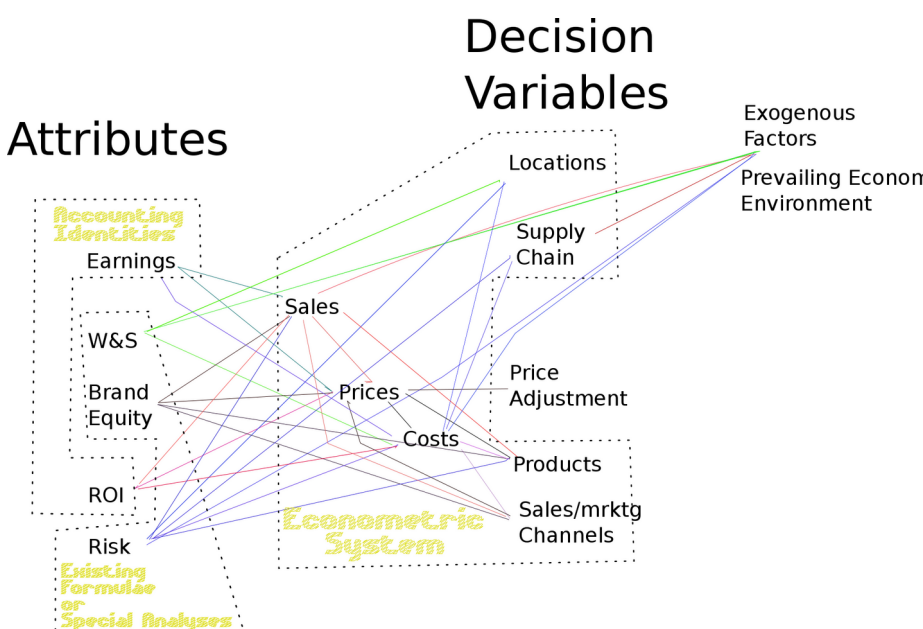 Decision
Variables
Attributes
Exogenous
Factors
Prevailing Econom
Environment
Locations
Supply
Chain
Accounting
Identities
Earnings
Sales
W&S
Brand
Equity
Prices
Price
Adjustment
Costs
Products
ROI
Sales/mrktg
Channels
Econometric
System
Risk
Existing
Formulae
or
Special Analyses